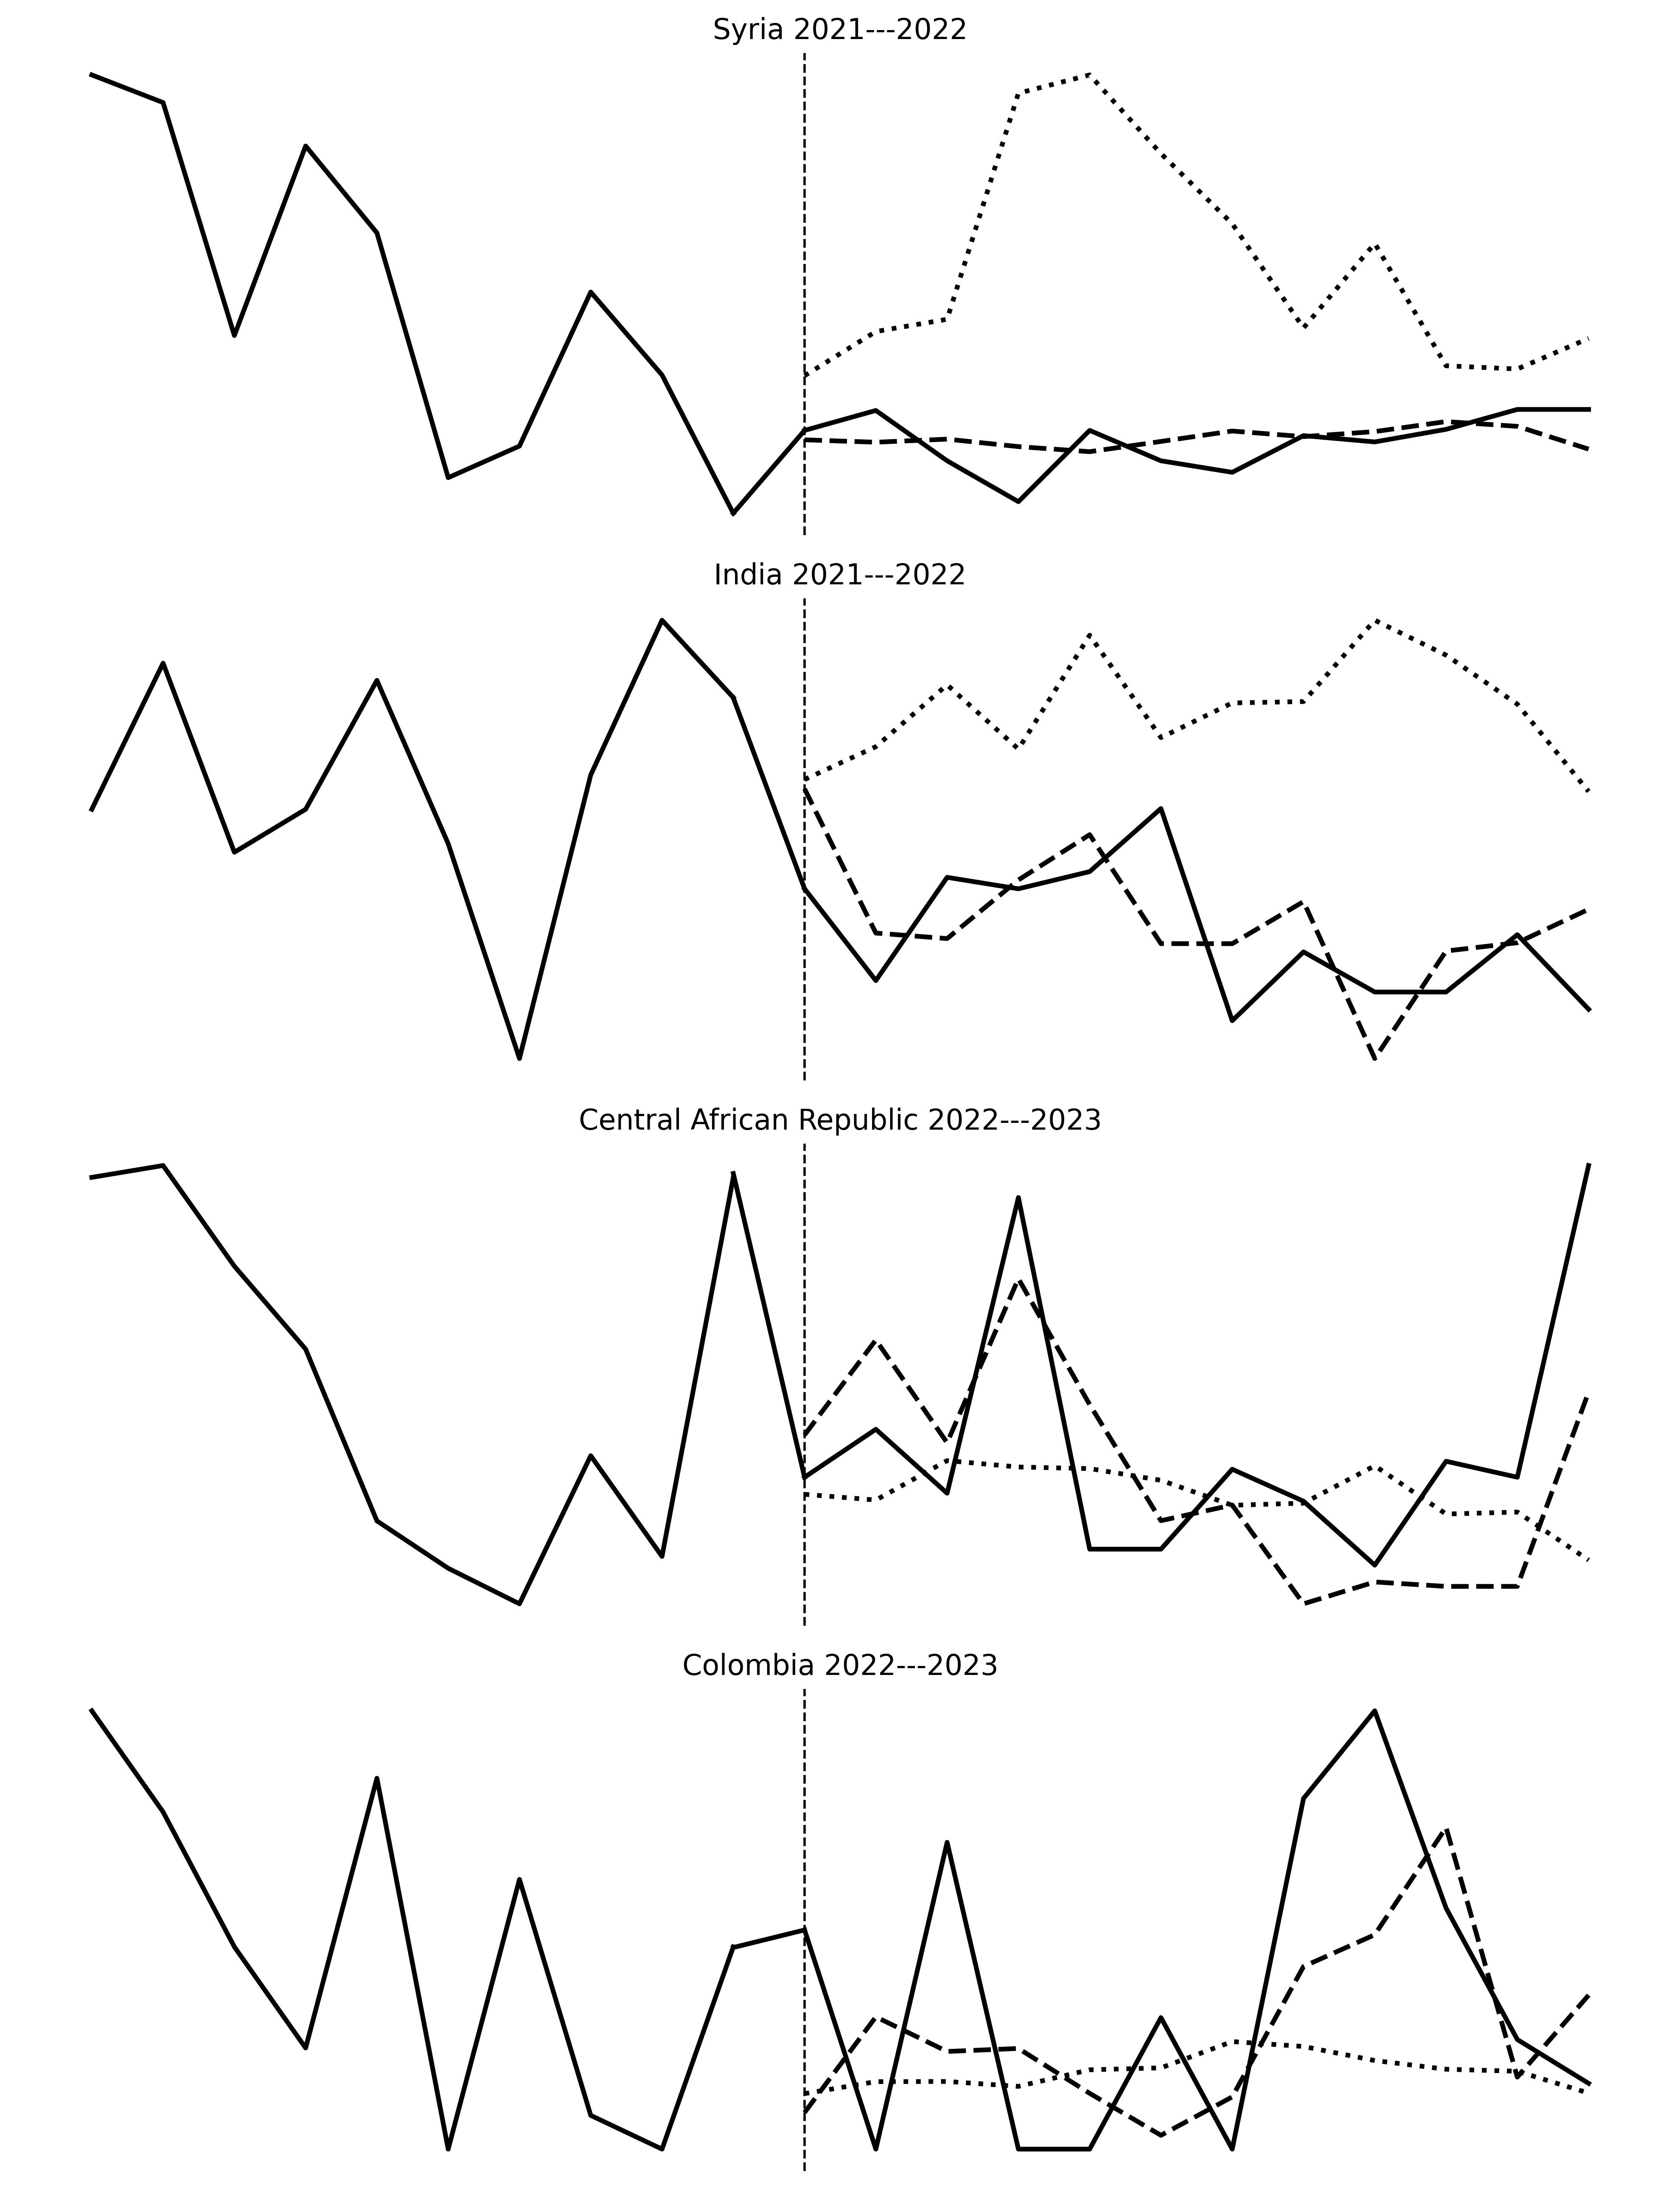 Syria 2021---2022
India 2021---2022
Central African Republic 2022---2023
Colombia 2022---2023